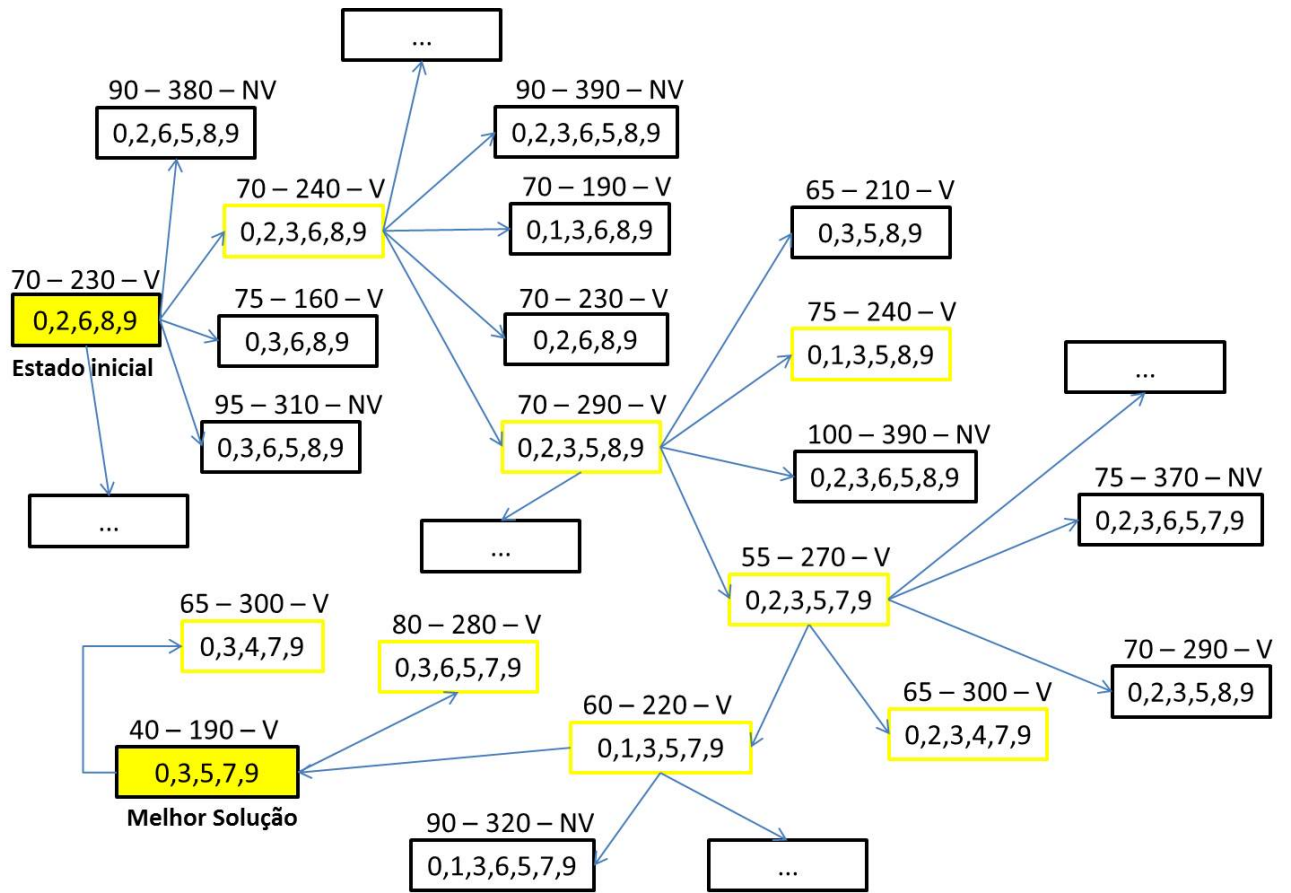 ...
90 – 380 – NV
0,2,6,5,8,9
90 – 390 – NV
0,2,3,6,5,8,9
70 – 240 – V
0,2,3,6,8,9
70 – 190 – V
0,1,3,6,8,9
65 – 210 – V
0,3,5,8,9
70 – 230 – V
0,2,6,8,9
Estado inicial
75 – 160 – V
0,3,6,8,9
70 – 230 – V
0,2,6,8,9
75 – 240 – V
0,1,3,5,8,9
...
95 – 310 – NV
0,3,6,5,8,9
70 – 290 – V
0,2,3,5,8,9
100 – 390 – NV
0,2,3,6,5,8,9
75 – 370 – NV
0,2,3,6,5,7,9
...
...
55 – 270 – V
0,2,3,5,7,9
65 – 300 – V
0,3,4,7,9
80 – 280 – V
0,3,6,5,7,9
70 – 290 – V
0,2,3,5,8,9
60 – 220 – V
0,1,3,5,7,9
65 – 300 – V
0,2,3,4,7,9
40 – 190 – V
0,3,5,7,9
Melhor Solução
90 – 320 – NV
0,1,3,6,5,7,9
...